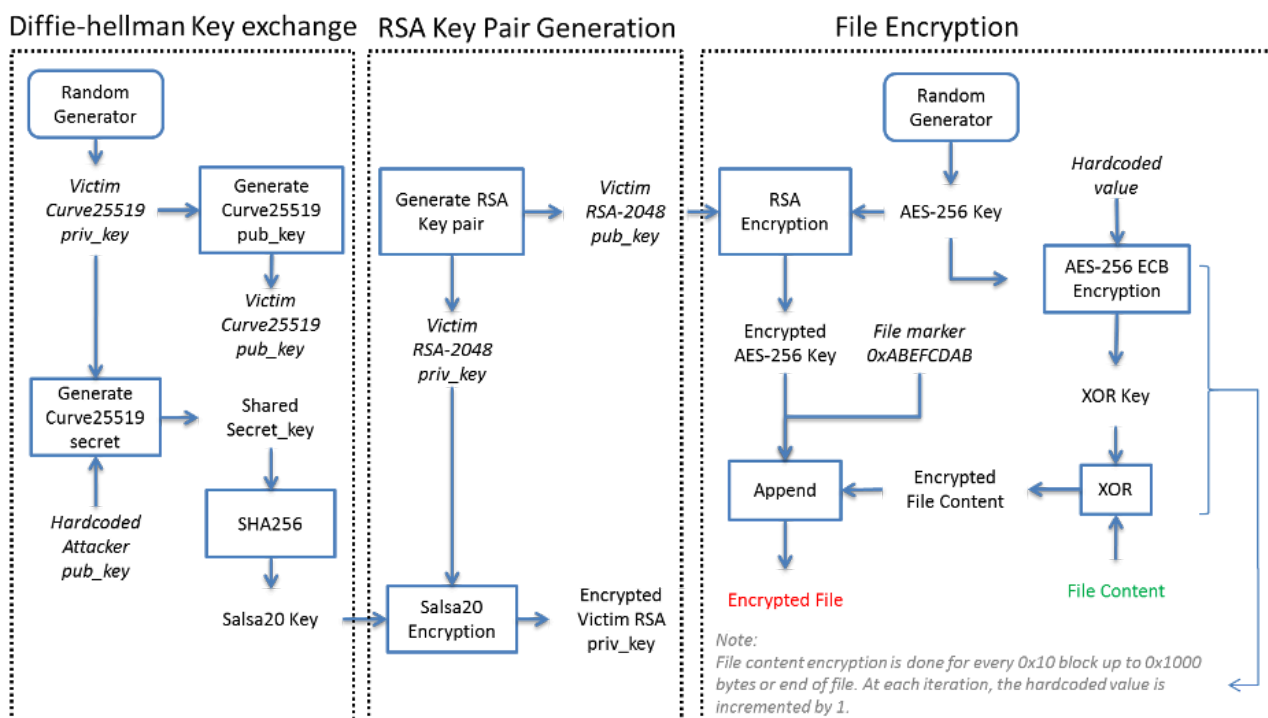 Diffie-hellman Key exchange
Random
Generator
Victim
Curve25519
priv_key
Generate
Curve25519
pub_key
Victim
Curve25519
pub_key
Generate
Curve25519
secret
Shared
Secret_key
Hardcoded
Attacker
pub_key
SHA256
Salsa20 Key
RSA Key Pair Generation
Generate RSA
Key pair
Victim
RSA-2048
pub_key
Victim
RSA-2048
priv_key
Salsa20
Encryption
Encrypted
Victim RSA
priv_key
File Encryption
Random
Generator
Hardcoded
value
RSA
Encryption
AES-256 Key
AES-256 ECB
Encryption
Encrypted
AES-256 Key
File marker
0xABEFCDAB
XOR Key
Append
Encrypted
File Content
XOR
Encrypted File
File Content
Note:
File content encryption is done for every 0x10 block up to 0x1000
bytes or end of file. At each iteration, the hardcoded value is
incremented by 1.